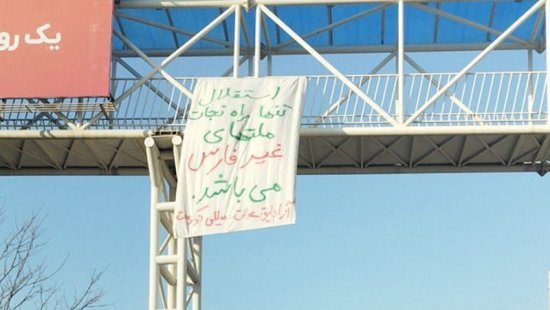 یک رو
استقلال
تنها راه نجات
ملتهای
غیر فارس
می باشد.